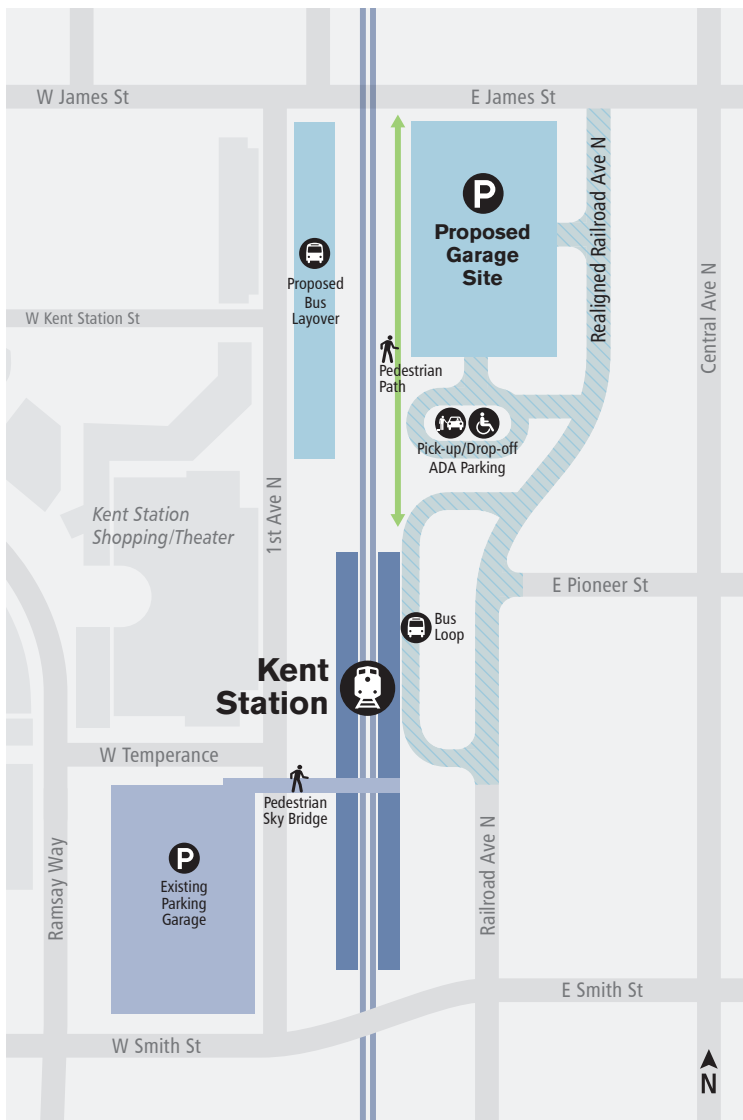 W James St
E James St
P
Proposed
Garage
Site
Realigned Railroad Ave N
Central Ave N
Proposed
Bus
Layover
W Kent Station St
Pedestrian
Path
Pick-up/Drop-off
ADA Parking
Kent Station
Shopping/Theater
1st Ave N
E Pioneer St
Bus
Loop
Kent
Station
W Temperance
Pedestrian
Sky Bridge
P
Existing
Parking
Garage
Ramsay Way
Railroad Ave N
E Smith St
W Smith St
N